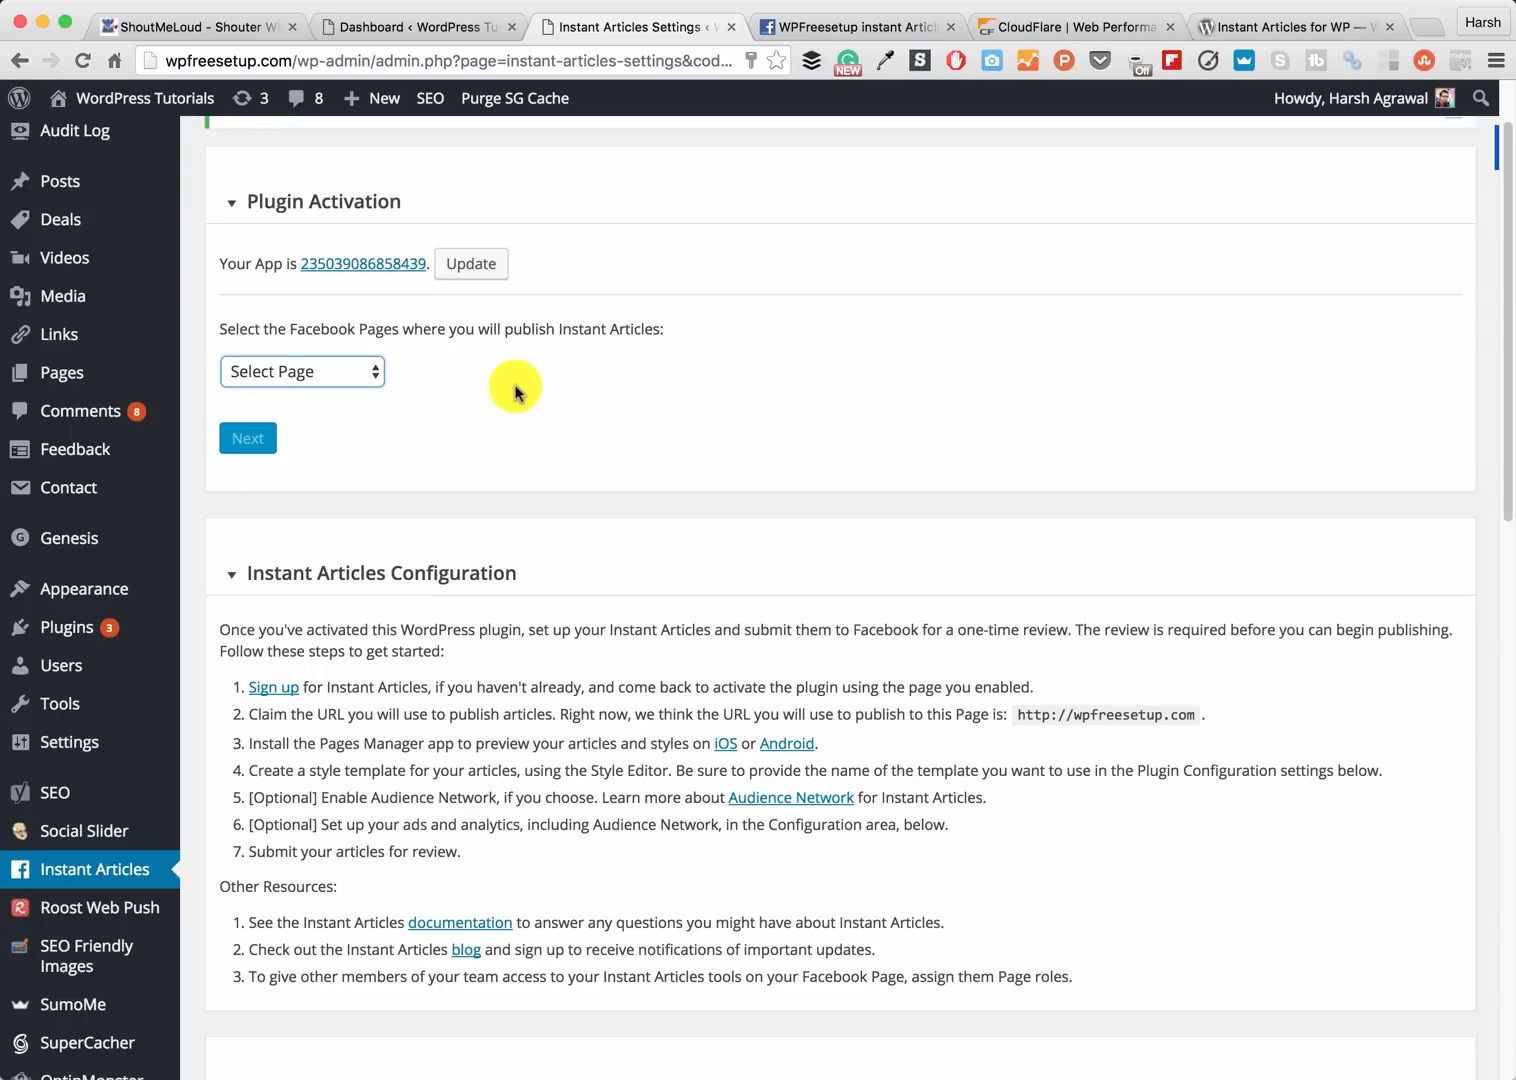 ShoutMeLoud - Shouter W
Dashboard ‹ WordPress Tu
Instant Articles Settings ‹
WPFreesetup instant Artic
CloudFlare | Web Performa
Instant Articles for WP —
Harsh
wpfreesetup.com/wp-admin/admin.php?page=instant-articles-settings&cod...
NEW
Off
WordPress Tutorials
3
8
New
SEO
Purge SG Cache
Howdy, Harsh Agrawal
Audit Log
Posts
Deals
Videos
Media
Links
Pages
Comments 8
Feedback
Contact
Genesis
Appearance
Plugins 3
Users
Tools
Settings
SEO
Social Slider
Instant Articles
Roost Web Push
SEO Friendly
Images
SumoMe
SuperCacher
OptinMonster
Plugin Activation
Your App is 235039086858439. Update
Select the Facebook Pages where you will publish Instant Articles:
Select Page
Next
Instant Articles Configuration
Once you've activated this WordPress plugin, set up your Instant Articles and submit them to Facebook for a one-time review. The review is required before you can begin publishing.
Follow these steps to get started:
1. Sign up for Instant Articles, if you haven't already, and come back to activate the plugin using the page you enabled.
2. Claim the URL you will use to publish articles. Right now, we think the URL you will use to publish to this Page is: http://wpfreesetup.com .
3. Install the Pages Manager app to preview your articles and styles on iOS or Android.
4. Create a style template for your articles, using the Style Editor. Be sure to provide the name of the template you want to use in the Plugin Configuration settings below.
5. [Optional] Enable Audience Network, if you choose. Learn more about Audience Network for Instant Articles.
6. [Optional] Set up your ads and analytics, including Audience Network, in the Configuration area, below.
7. Submit your articles for review.
Other Resources:
1. See the Instant Articles documentation to answer any questions you might have about Instant Articles.
2. Check out the Instant Articles blog and sign up to receive notifications of important updates.
3. To give other members of your team access to your Instant Articles tools on your Facebook Page, assign them Page roles.